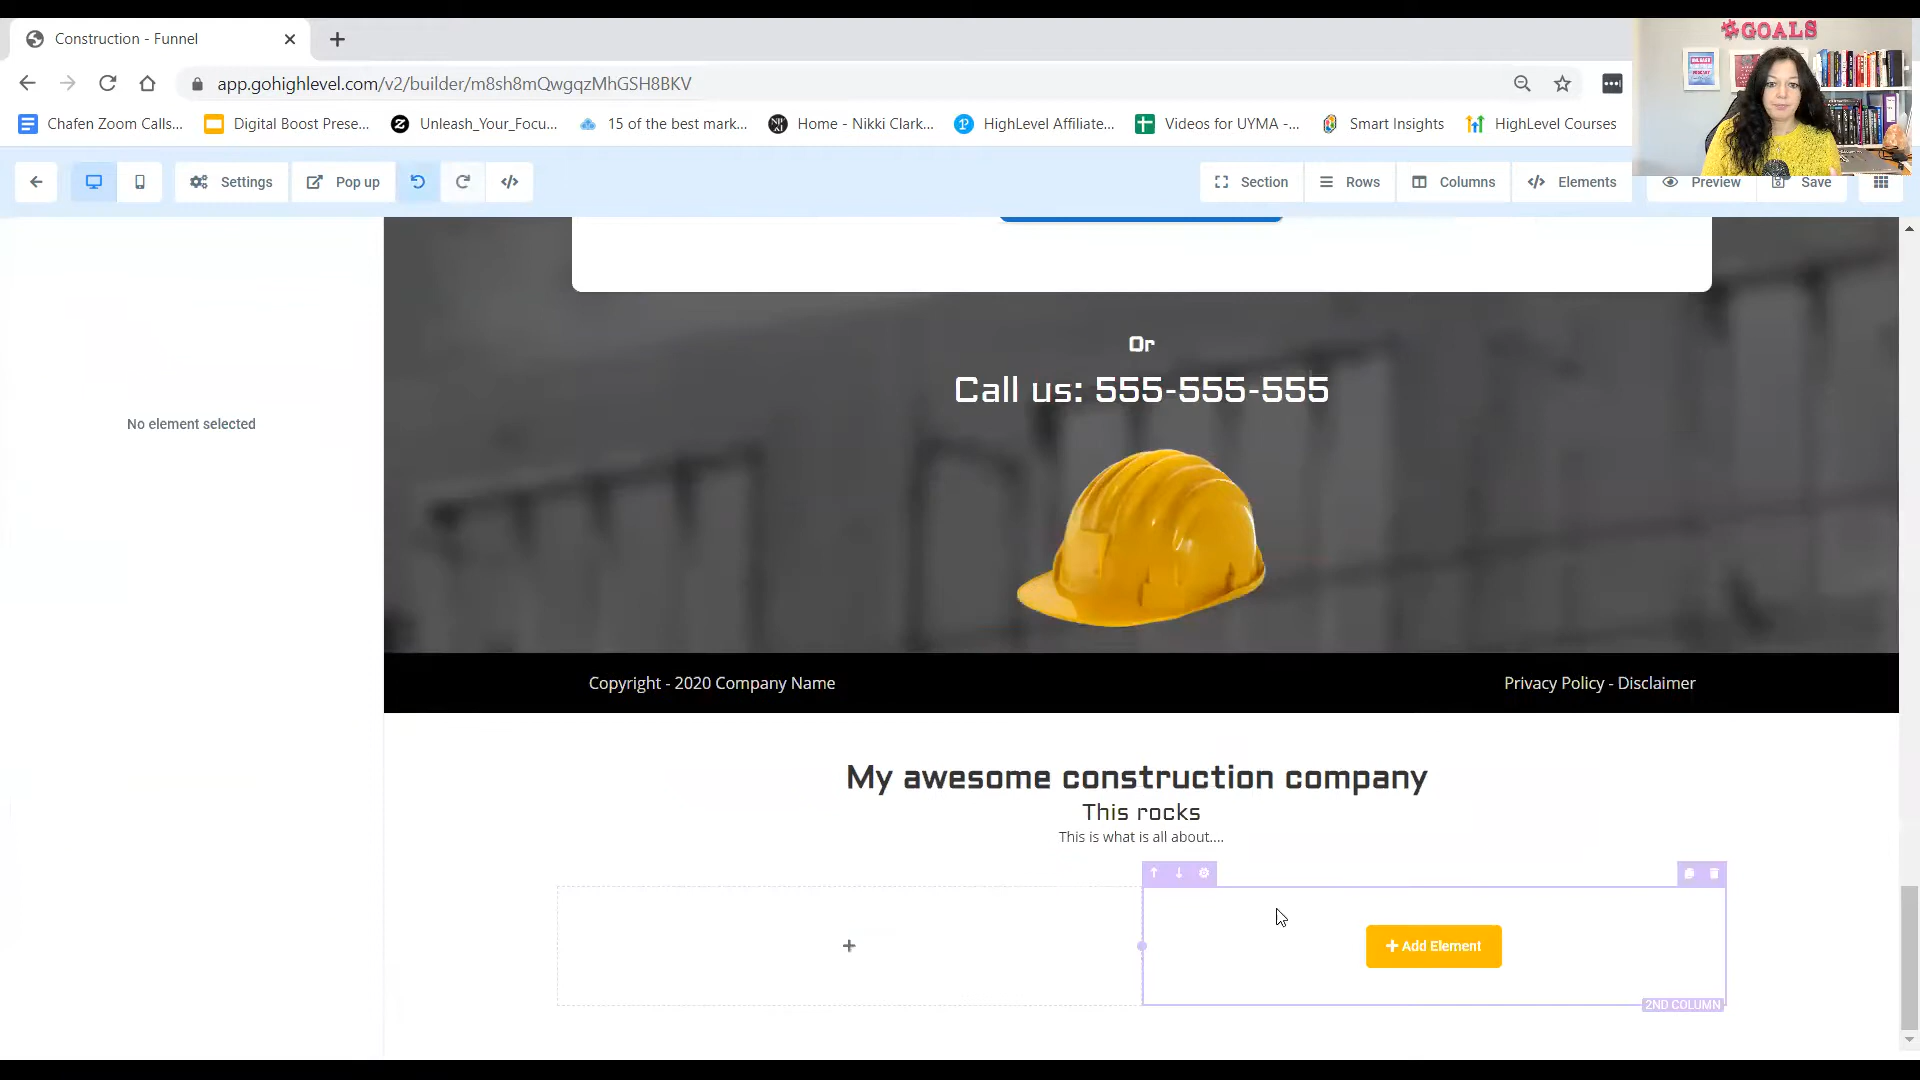 Construction - Funnel
GOALS
app.gohighlevel.com/v2/builder/m8sh8mQwgqzMhGSH8BKV
Chafen Zoom Calls...
Digital Boost Prese...
Unleash_Your_Focu...
15 of the best mark...
Home - Nikki Clark...
HighLevel Affiliate...
Videos for UYMA -...
Smart Insights
HighLevel Courses
Settings
Pop up
Section
Rows
Columns
Elements
Preview
Save
No element selected
Or
Call us: 555-555-555
Copyright - 2020 Company Name
Privacy Policy - Disclaimer
My awesome construction company
This rocks
This is what is all about....
Add Element
2ND COLUMN